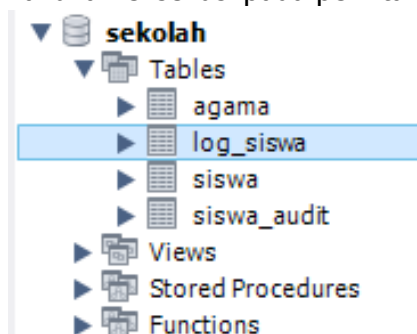 sekolah
Tables
agama
log_siswa
siswa
siswa_audit
Views
Stored Procedures
Functions